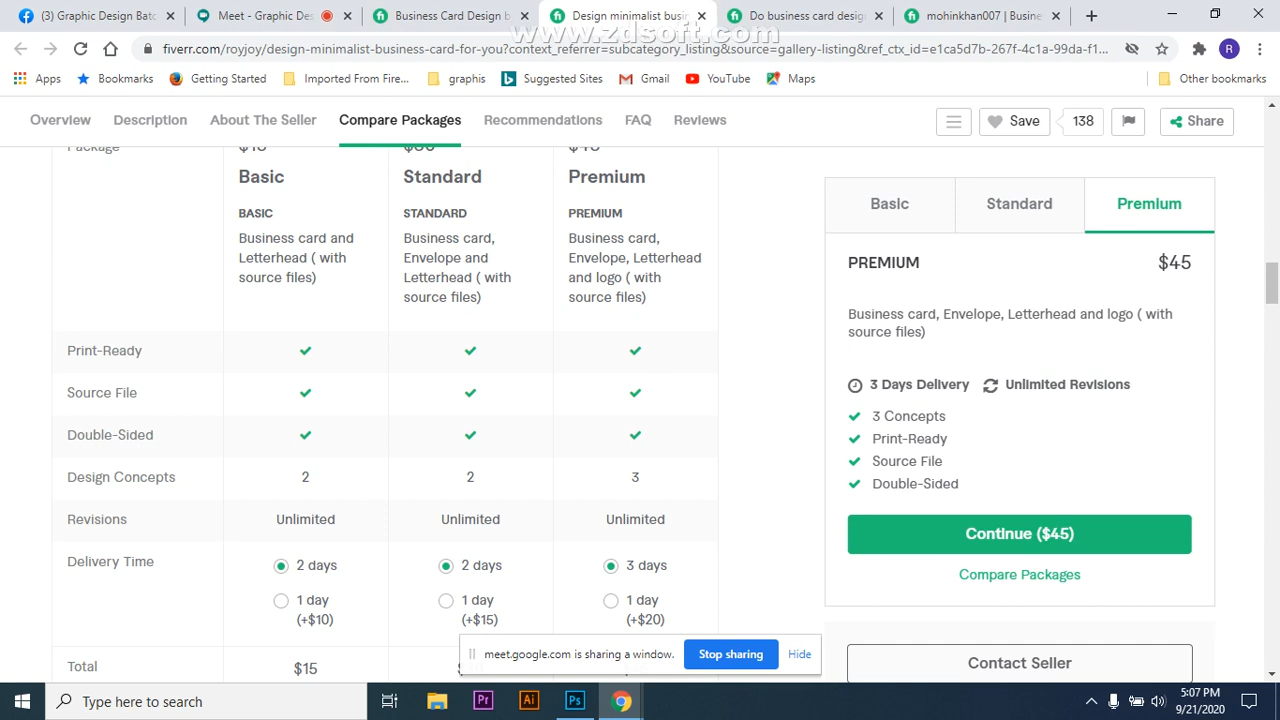 Graphic Design Batc
Meet - Graphic Des
Business Card Design b
Design minimalist busi
Do business card desig
mohinkhan007 | Busine
www.zdsoft.com
fiverr.com/royjoy/design-minimalist-business-card-for-you?context_referrer=subcategory_listing&source=gallery-listing&ref_ctx_id=e1ca5d7b-267f-4c1a-99da-f1...
R
Apps
Bookmarks
Getting Started
Imported From Fire...
graphis
Suggested Sites
Gmail
YouTube
Maps
Other bookmarks
Overview
Description
About The Seller
Compare Packages
Recommendations
FAQ
Reviews
Save
138
Share
Package
$15
$30
$45
Basic
Standard
Premium
BASIC
STANDARD
PREMIUM
Business card and
Letterhead ( with
source files)
Business card,
Envelope and
Letterhead ( with
source files)
Business card,
Envelope, Letterhead
and logo ( with
source files)
Print-Ready
Source File
Double-Sided
Design Concepts
2
2
3
Revisions
Unlimited
Unlimited
Unlimited
Delivery Time
2 days
2 days
3 days
1 day
(+$10)
1 day
(+$15)
1 day
(+$20)
Total
$15
Basic
Standard
Premium
PREMIUM
$45
Business card, Envelope, Letterhead and logo ( with
source files)
3 Days Delivery
Unlimited Revisions
3 Concepts
Print-Ready
Source File
Double-Sided
Continue ($45)
Compare Packages
Contact Seller
meet.google.com is sharing a window.
Stop sharing
Hide
Type here to search
Pr
Ai
Ps
5:07 PM
9/21/2020